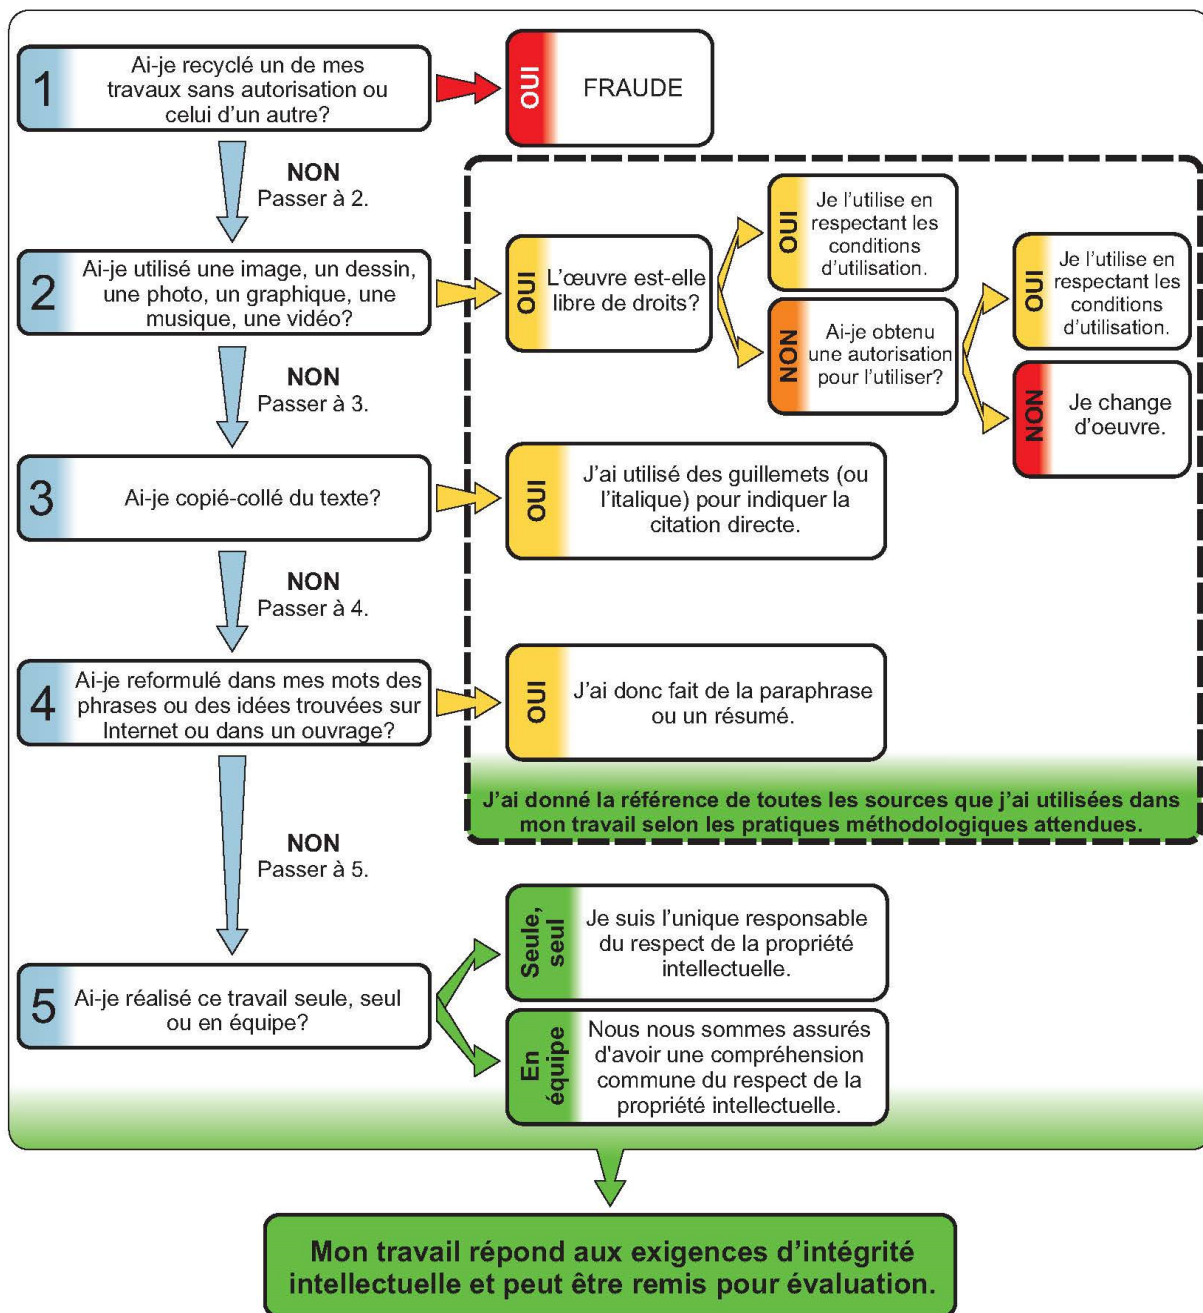 1
Ai-je recyclé un de mes
travaux sans autorisation ou
celui d'un autre?
OUI
FRAUDE
NON
Passer à 2.
2
Ai-je utilisé une image, un dessin,
une photo, un graphique, une
musique, une vidéo?
OUI
L'œuvre est-elle
libre de droits?
OUI
Je l'utilise en
respectant les
conditions
d'utilisation.
NON
Ai-je obtenu
une autorisation
pour l'utiliser?
OUI
Je l'utilise en
respectant les
conditions
d'utilisation.
NON
Je change
d'oeuvre.
NON
Passer à 3.
3
Ai-je copié-collé du texte?
OUI
J'ai utilisé des guillemets (ou
l'italique) pour indiquer la
citation directe.
NON
Passer à 4.
4
Ai-je reformulé dans mes mots des
phrases ou des idées trouvées sur
Internet ou dans un ouvrage?
OUI
J'ai donc fait de la paraphrase
ou un résumé.
J'ai donné la référence de toutes les sources que j'ai utilisées dans
mon travail selon les pratiques méthodologiques attendues.
NON
Passer à 5.
5
Ai-je réalisé ce travail seule, seul
ou en équipe?
Seule,
seul
Je suis l'unique responsable
du respect de la propriété
intellectuelle.
En
équipe
Nous nous sommes assurés
d'avoir une compréhension
commune du respect de la
propriété intellectuelle.
Mon travail répond aux exigences d'intégrité
intellectuelle et peut être remis pour évaluation.